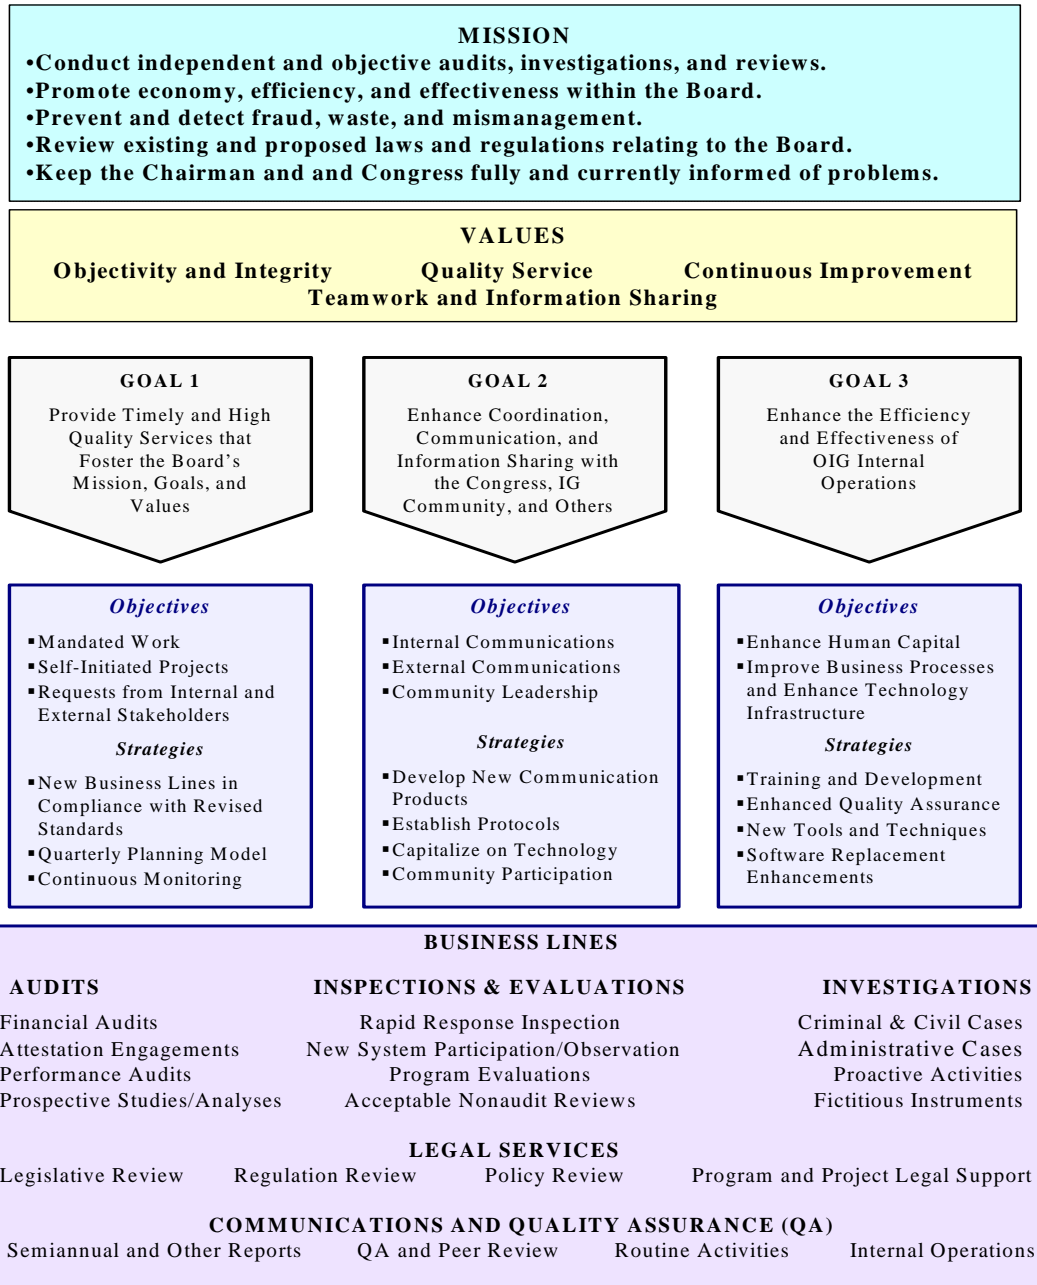 MISSION
•Conduct independent and objective audits, investigations, and reviews.
•Promote economy, efficiency, and effectiveness within the Board.
•Prevent and detect fraud, waste, and mismanagement.
•Review existing and proposed laws and regulations relating to the Board.
•Keep the Chairman and and Congress fully and currently informed of problems.
VALUES
Objectivity and Integrity Quality Service Continuous Improvement
Teamwork and Information Sharing
GOAL 1
Provide Timely and High
Quality Services that
Foster the Board's
Mission, Goals, and
Values
GOAL 2
Enhance Coordination,
Communication, and
Information Sharing with
the Congress, IG
Community, and Others
GOAL 3
Enhance the Efficiency
and Effectiveness of
OIG Internal
Operations
Objectives
▪Mandated Work
▪Self-Initiated Projects
▪Requests from Internal and
External Stakeholders
Strategies
▪New Business Lines in
Compliance with Revised
Standards
▪Quarterly Planning Model
▪Continuous Monitoring
Objectives
▪Internal Communications
▪External Communications
▪Community Leadership
Strategies
▪Develop New Communication
Products
▪Establish Protocols
▪Capitalize on Technology
▪Community Participation
Objectives
▪Enhance Human Capital
▪Improve Business Processes
and Enhance Technology
Infrastructure
Strategies
▪Training and Development
▪Enhanced Quality Assurance
▪New Tools and Techniques
▪Software Replacement
Enhancements
BUSINESS LINES
AUDITS INSPECTIONS & EVALUATIONS INVESTIGATIONS
Financial Audits Rapid Response Inspection Criminal & Civil Cases
Attestation Engagements New System Participation/Observation Administrative Cases
Performance Audits Program Evaluations Proactive Activities
Prospective Studies/Analyses Acceptable Nonaudit Reviews Fictitious Instruments
LEGAL SERVICES
Legislative Review Regulation Review Policy Review Program and Project Legal Support
COMMUNICATIONS AND QUALITY ASSURANCE (QA)
Semiannual and Other Reports QA and Peer Review Routine Activities Internal Operations